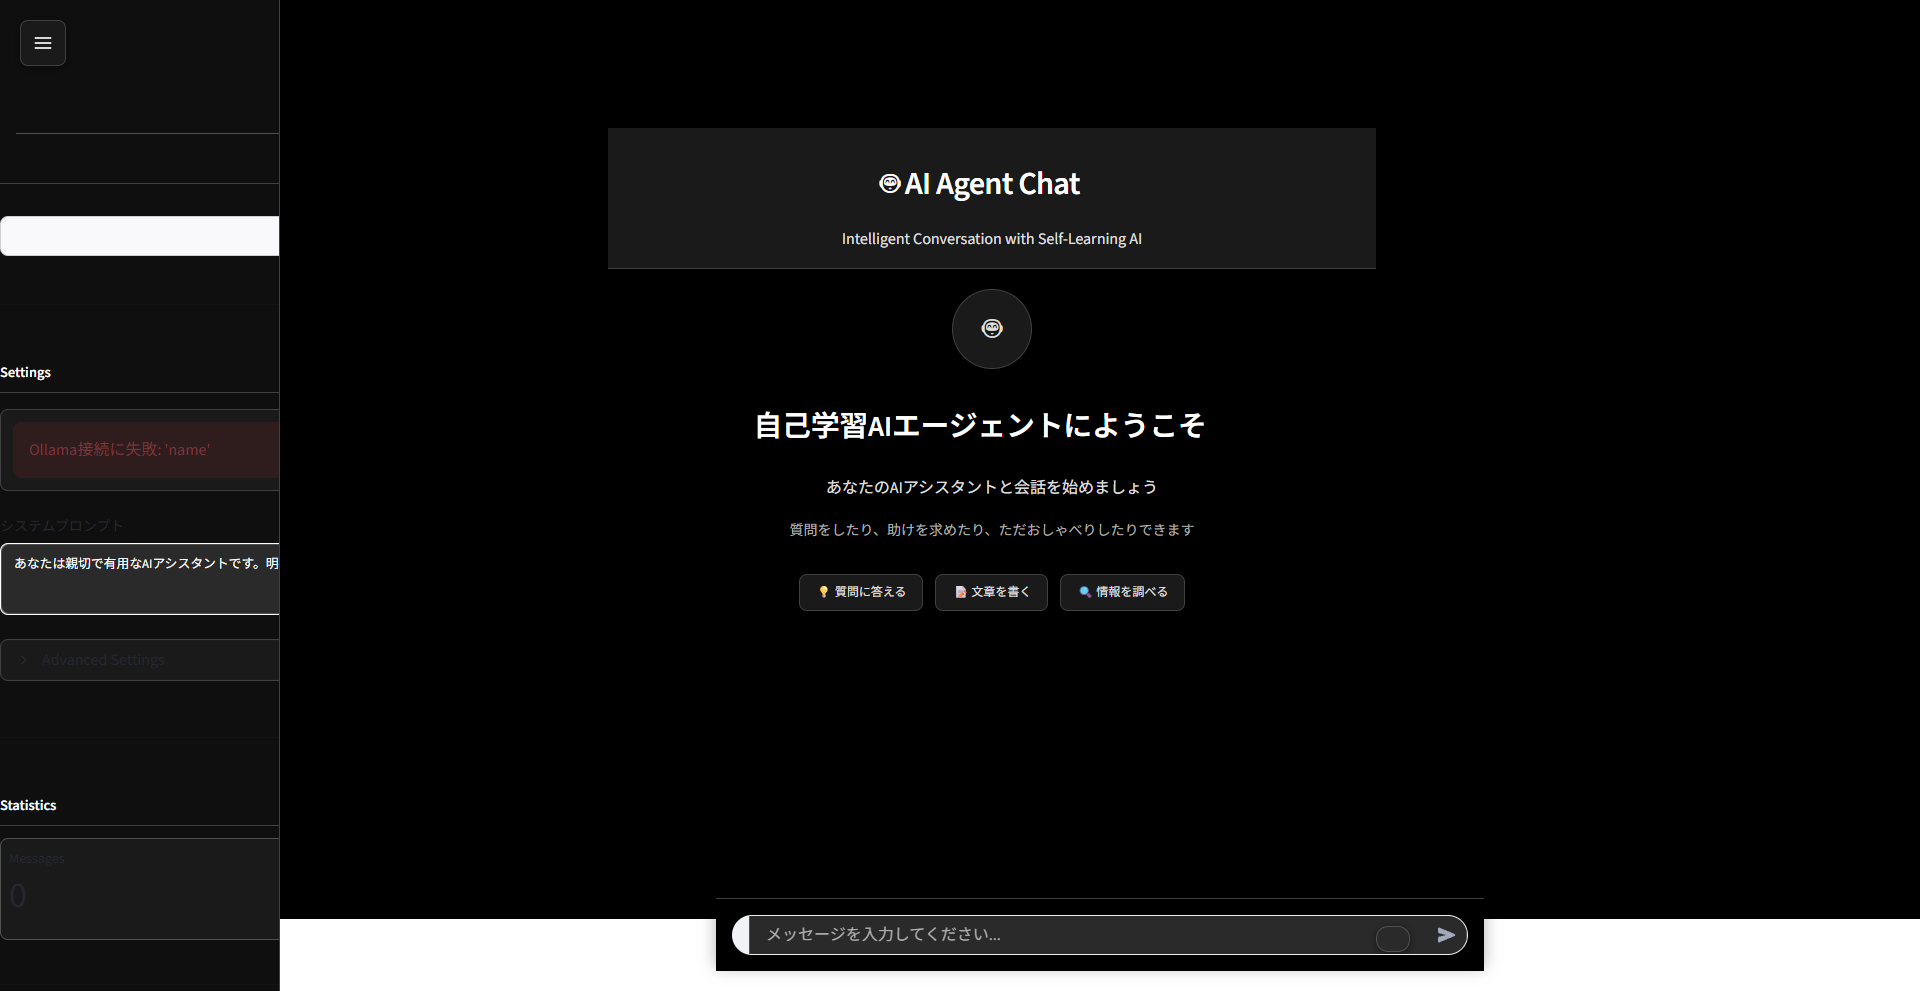 Settings
Ollama接続に失敗: 'name'
システムプロンプト
あなたは親切で有用なAIアシスタントです。明
Advanced Settings
Statistics
Messages
0
AI Agent Chat
Intelligent Conversation with Self-Learning AI
自己学習AIエージェントにようこそ
あなたのAIアシスタントと会話を始めましょう
質問をしたり、助けを求めたり、ただおしゃべりしたりできます
質問に答える
文章を書く
情報を調べる
メッセージを入力してください...